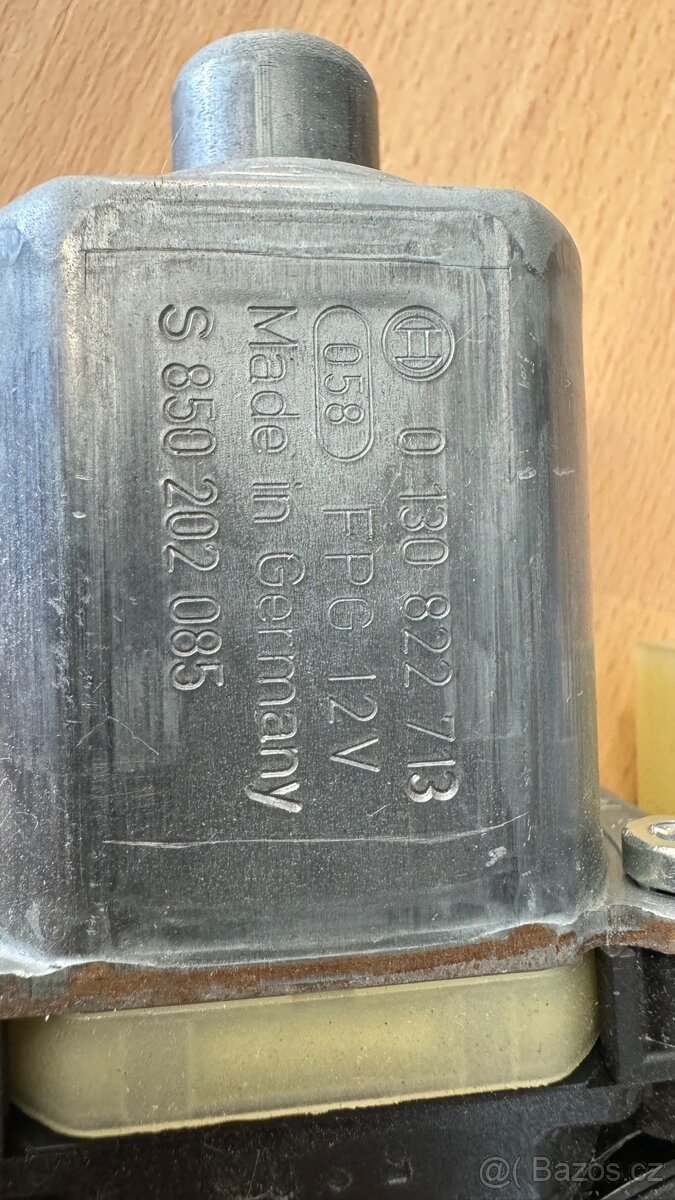 0 130 822 713
058 FPG 12V
Made in Germany
S 850 202 085
@( Bazos.cz